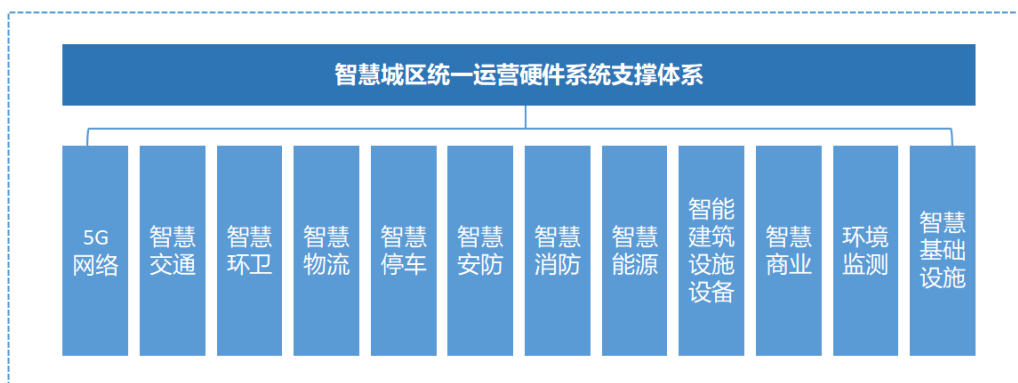 智慧城区统一运营硬件系统支撑体系
5G
网络
智慧
交通
智慧
环卫
智慧
物流
智慧
停车
智慧
安防
智慧
消防
智慧
能源
智能
建筑
设施
设备
智慧
商业
环境
监测
智慧
基础
设施